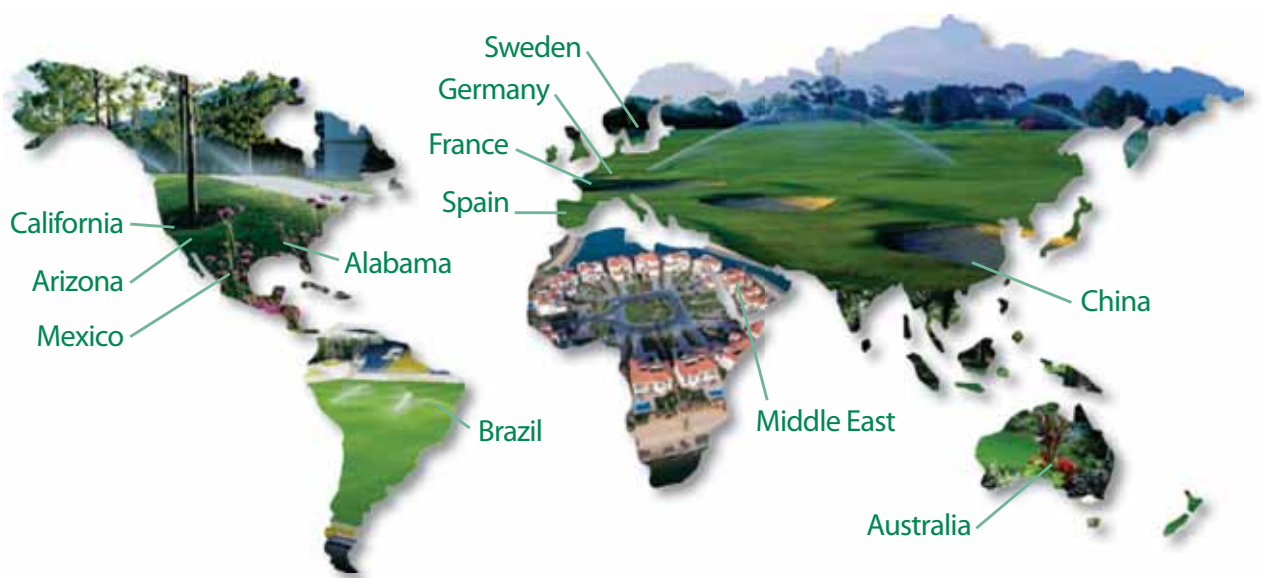 Sweden
Germany
France
Spain
California
Arizona
Mexico
Alabama
Brazil
Middle East
China
Australia